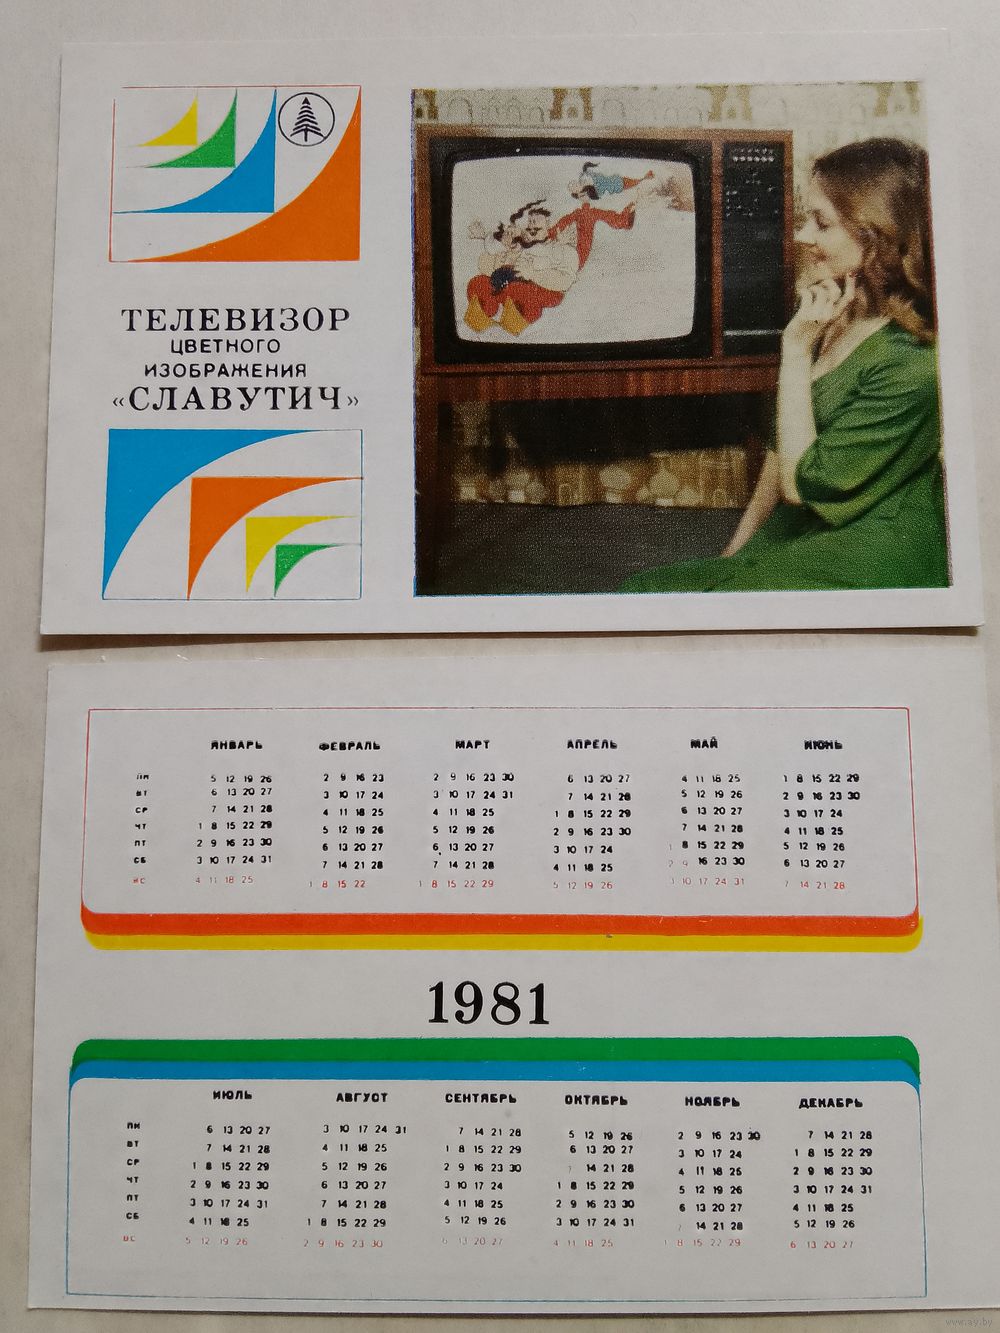 ТЕЛЕВИЗОР
ЦВЕТНОГО
ИЗОБРАЖЕНИЯ
«СЛАВУТИЧ»
ЯНВАРЬ ФЕВРАЛЬ МАРТ АПРЕЛЬ МАЙ ИЮНЬ
ПН 5 12 19 26 2 9 16 23 2 9 16 23 30 6 13 20 27 4 11 18 25 1 8 15 22 29
ВТ 6 13 20 27 3 10 17 24 3 10 17 24 31 7 14 21 28 5 12 19 26 2 9 16 23 30
СР 7 14 21 28 4 11 18 25 4 11 18 25 1 8 15 22 29 6 13 20 27 3 10 17 24
ЧТ 1 8 15 22 29 5 12 19 26 5 12 19 26 2 9 16 23 30 7 14 21 28 4 11 18 25
ПТ 2 9 16 23 30 6 13 20 27 6 13 20 27 3 10 17 24 1 8 15 22 29 5 12 19 26
СБ 3 10 17 24 31 7 14 21 28 7 14 21 28 4 11 18 25 2 9 16 23 30 6 13 20 27
ВС 4 11 18 25 1 8 15 22 1 8 15 22 29 5 12 19 26 3 10 17 24 31 7 14 21 28
1981
ИЮЛЬ АВГУСТ СЕНТЯБРЬ ОКТЯБРЬ НОЯБРЬ ДЕКАБРЬ
ПН 6 13 20 27 3 10 17 24 31 7 14 21 28 5 12 19 26 2 9 16 23 30 7 14 21 28
ВТ 7 14 21 28 4 11 18 25 1 8 15 22 29 6 13 20 27 3 10 17 24 1 8 15 22 29
СР 1 8 15 22 29 5 12 19 26 2 9 16 23 30 7 14 21 28 4 11 18 25 2 9 16 23 30
ЧТ 2 9 16 23 30 6 13 20 27 3 10 17 24 1 8 15 22 29 5 12 19 26 3 10 17 24 31
ПТ 3 10 17 24 31 7 14 21 28 4 11 18 25 2 9 16 23 30 6 13 20 27 4 11 18 25
СБ 4 11 18 25 1 8 15 22 29 5 12 19 26 3 10 17 24 31 7 14 21 28 5 12 19 26
ВС 5 12 19 26 2 9 16 23 30 6 13 20 27 4 11 18 25 1 8 15 22 29 6 13 20 27
www.ay.by